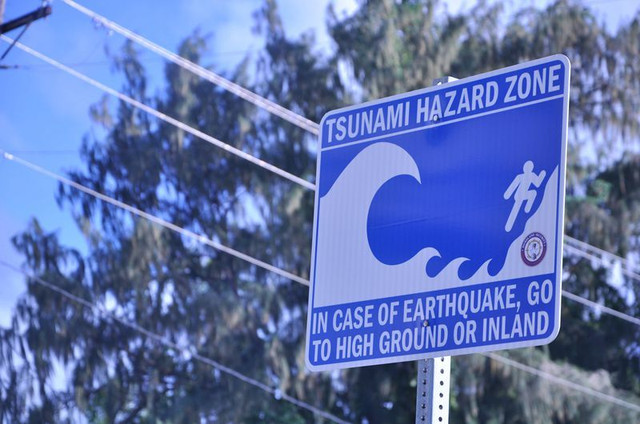 TSUNAMI HAZARD ZONE
IN CASE OF EARTHQUAKE, GO
TO HIGH GROUND OR INLAND